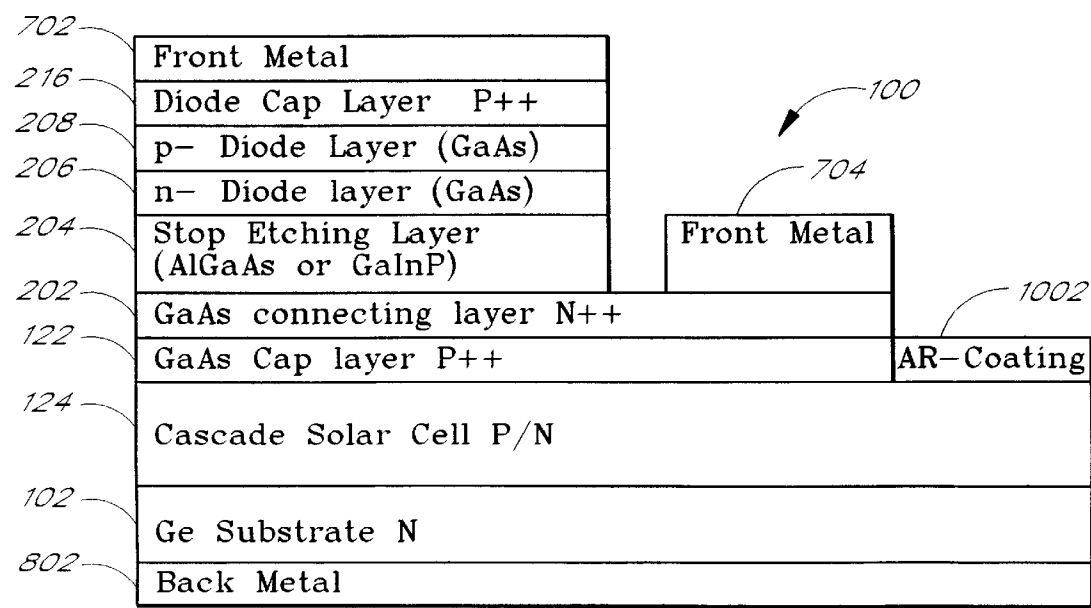 702
Front Metal
216
Diode Cap Layer P++
100
208
p- Diode Layer (GaAs)
206
n- Diode layer (GaAs)
704
204
Stop Etching Layer
(AlGaAs or GaInP)
Front Metal
202
GaAs connecting layer N++
1002
122
GaAs Cap layer P++
AR-Coating
124
Cascade Solar Cell P/N
102
Ge Substrate N
802
Back Metal